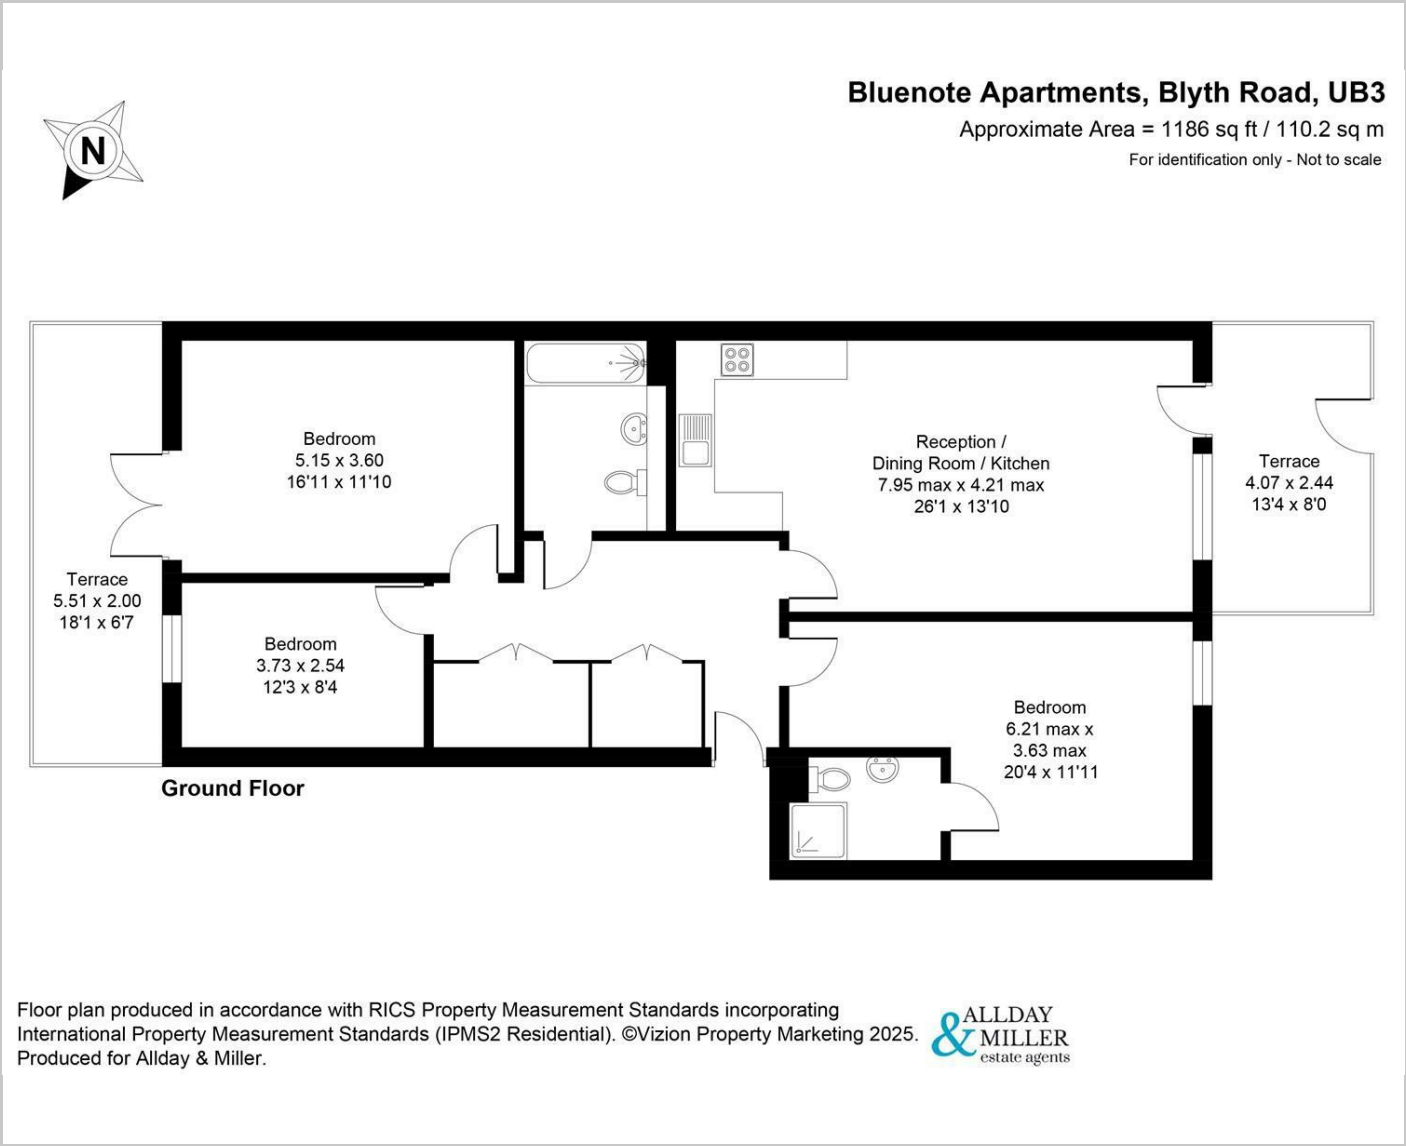 N
Bluenote Apartments, Blyth Road, UB3
Approximate Area = 1186 sq ft / 110.2 sq m
For identification only - Not to scale
Bedroom
5.15 x 3.60
16'11 x 11'10
Reception /
Dining Room / Kitchen
7.95 max x 4.21 max
26'1 x 13'10
Terrace
4.07 x 2.44
13'4 x 8'0
Terrace
5.51 x 2.00
18'1 x 6'7
Bedroom
3.73 x 2.54
12'3 x 8'4
Bedroom
6.21 max x
3.63 max
20'4 x 11'11
Ground Floor
Floor plan produced in accordance with RICS Property Measurement Standards incorporating
International Property Measurement Standards (IPMS2 Residential). ©Vizion Property Marketing 2025.
Produced for Allday & Miller.
ALLDAY
& MILLER
estate agents